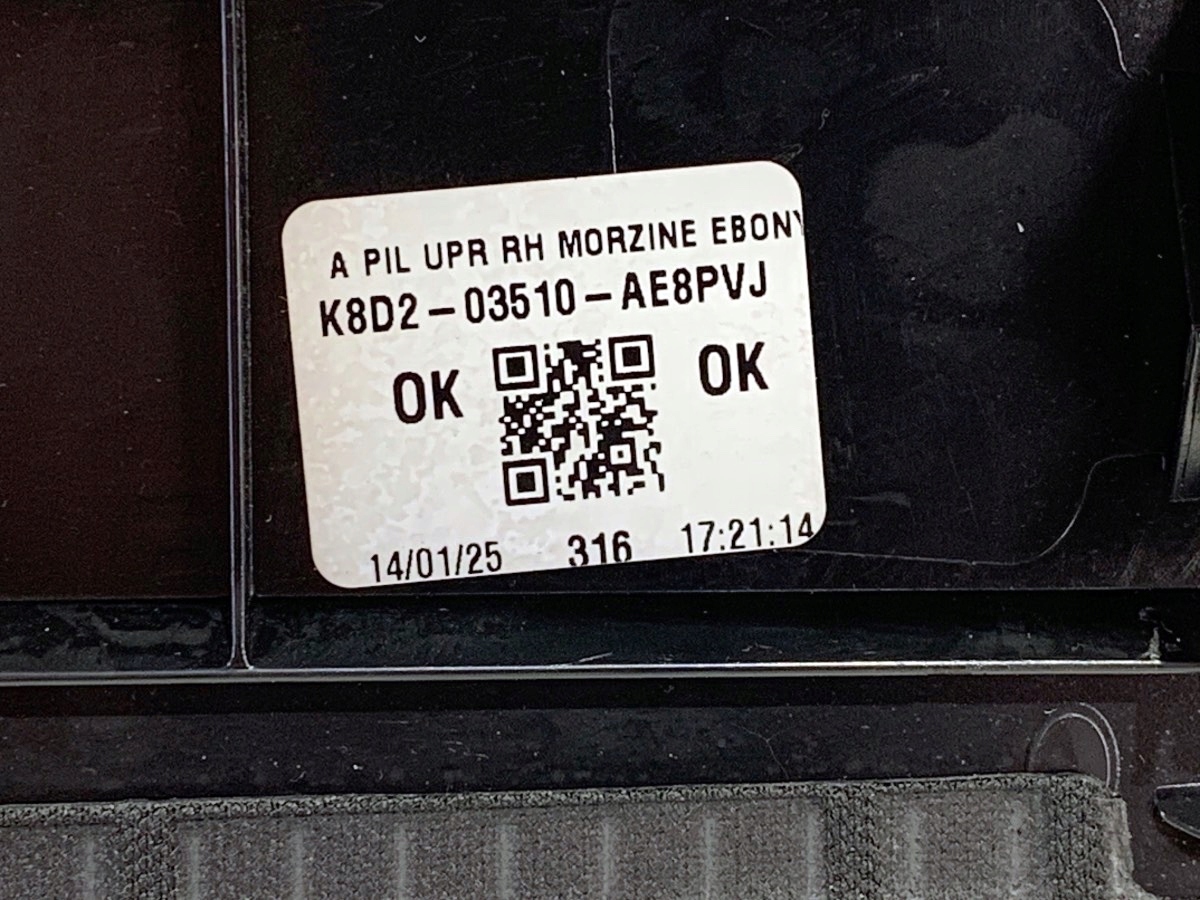 A PIL UPR RH MORZINE EBONY
K8D2-03510-AE8PVJ
OK OK
14/01/25 316 17:21:14